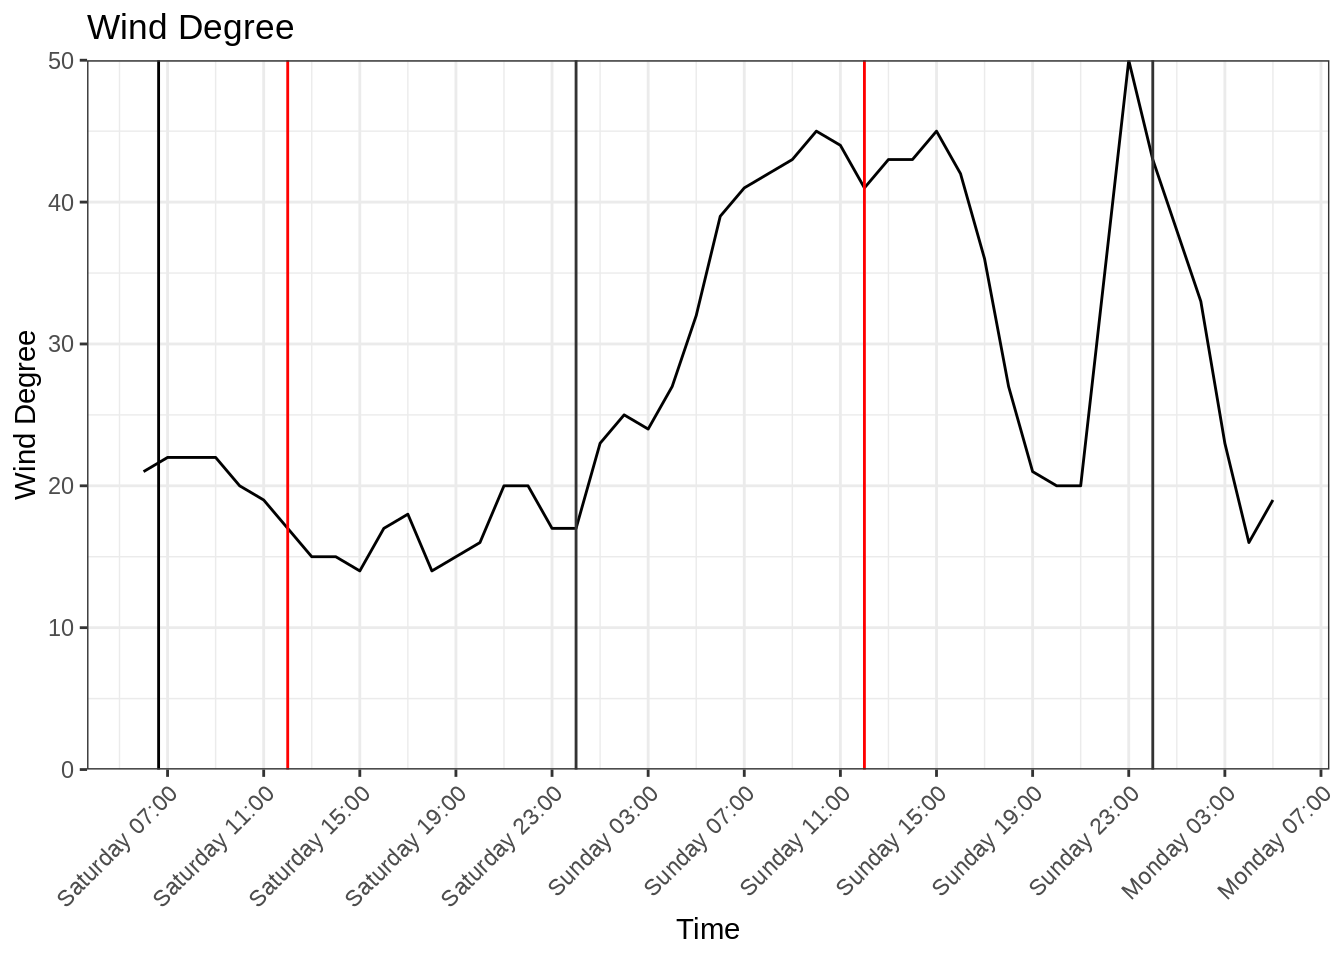 Wind Degree
Wind Degree
50
40
30
20
10
0
Saturday 07:00
Saturday 11:00
Saturday 15:00
Saturday 19:00
Saturday 23:00
Sunday 03:00
Sunday 07:00
Sunday 11:00
Sunday 15:00
Sunday 19:00
Sunday 23:00
Monday 03:00
Monday 07:00
Time